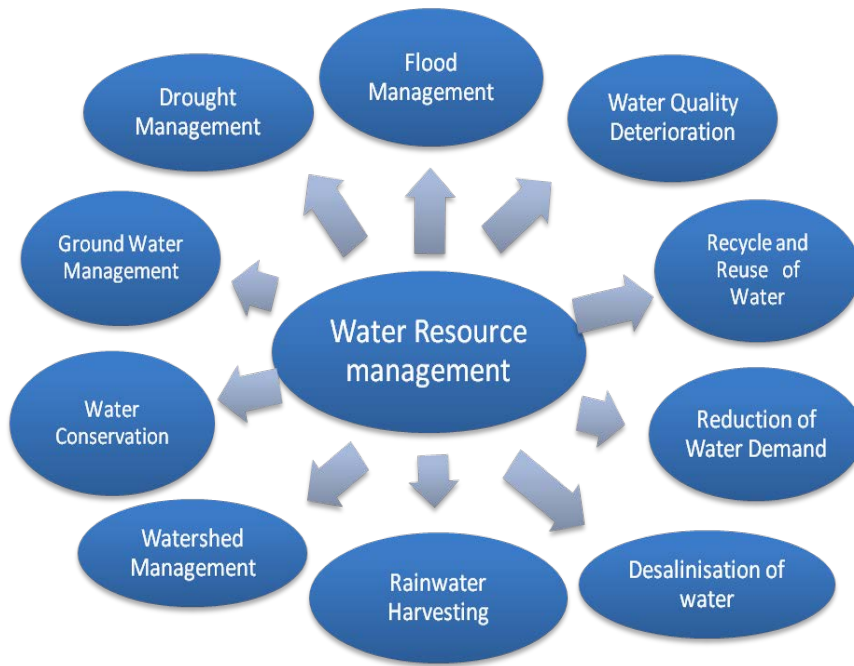 Flood
Management
Drought
Management
Water Quality
Deterioration
Ground Water
Management
Recycle and
Reuse of
Water
Water Resource
management
Water
Conservation
Reduction of
Water Demand
Watershed
Management
Rainwater
Harvesting
Desalinisation of
water